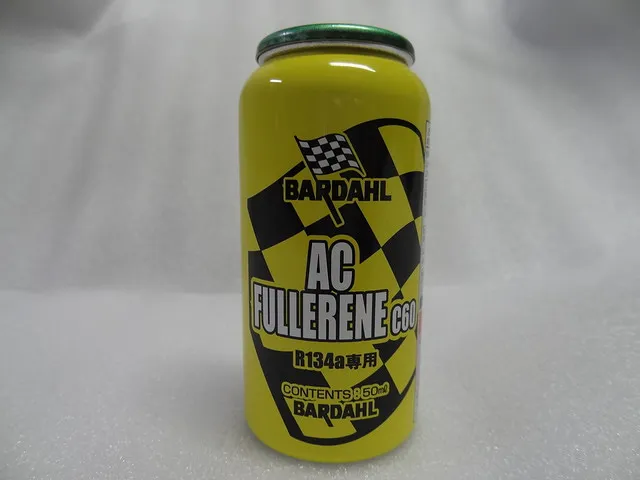 BARDAHL
AC
FULLERENE C60
R134a専用
CONTENTS : 50ml
BARDAHL